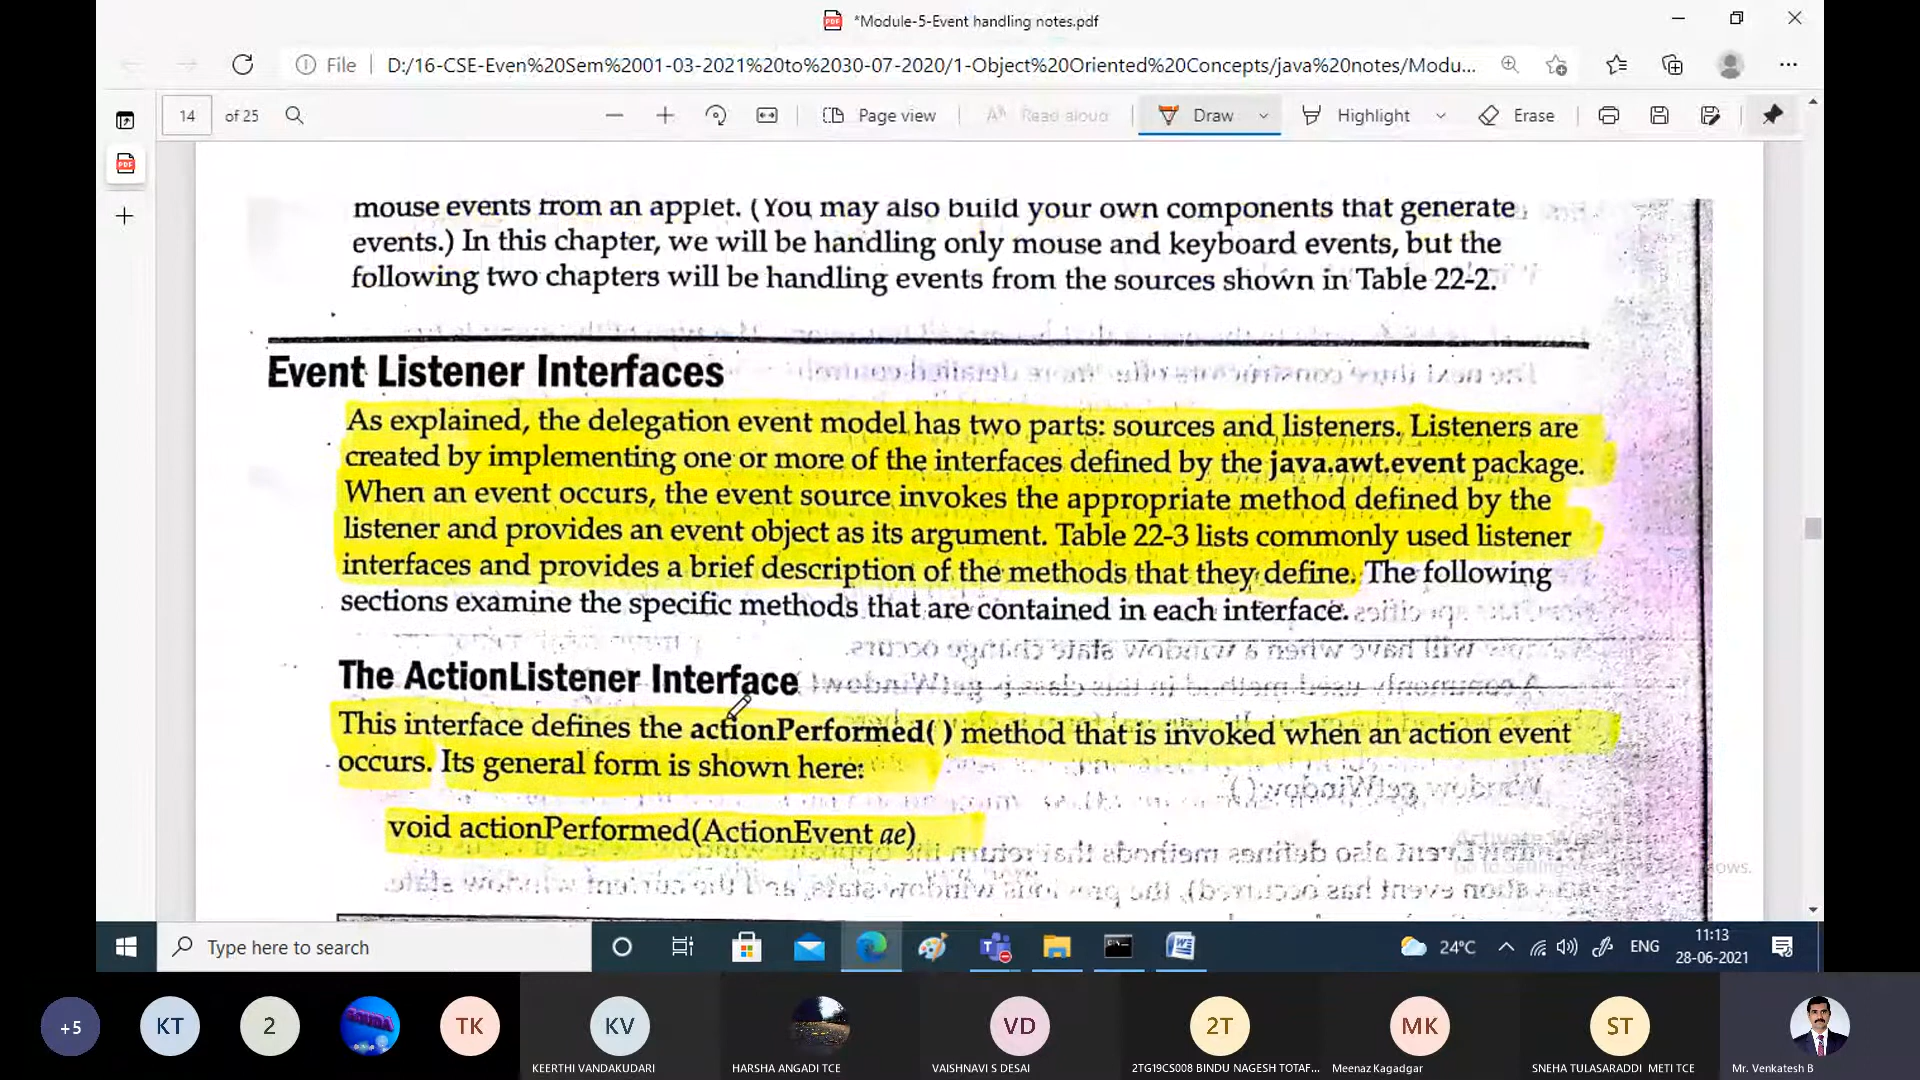 *Module-5-Event handling notes.pdf
File
D:/16-CSE-Even%20Sem%2001-03-2021%20to%2030-07-2020/1-Object%20Oriented%20Concepts/java%20notes/Modu...
14 of 25
Page view
Read aloud
Draw
Highlight
Erase
mouse events from an applet. (You may also build your own components that generate
events.) In this chapter, we will be handling only mouse and keyboard events, but the
following two chapters will be handling events from the sources shown in Table 22-2.
Event Listener Interfaces
As explained, the delegation event model has two parts: sources and listeners. Listeners are
created by implementing one or more of the interfaces defined by the java.awt.event package.
When an event occurs, the event source invokes the appropriate method defined by the
listener and provides an event object as its argument. Table 22-3 lists commonly used listener
interfaces and provides a brief description of the methods that they define. The following
sections examine the specific methods that are contained in each interface.
The ActionListener Interface
This interface defines the actionPerformed( ) method that is invoked when an action event
occurs. Its general form is shown here:
void actionPerformed(ActionEvent ae)
Type here to search
24°C
ENG
11:13
28-06-2021
+5
KT
2
TK
KV
VD
2T
MK
ST
KEERTHI VANDAKUDARI
HARSHA ANGADI TCE
VAISHNAVI S DESAI
2TG19CS008 BINDU NAGESH TOTAF...
Meenaz Kagadgar
SNEHA TULASARADDI METI TCE
Mr. Venkatesh B